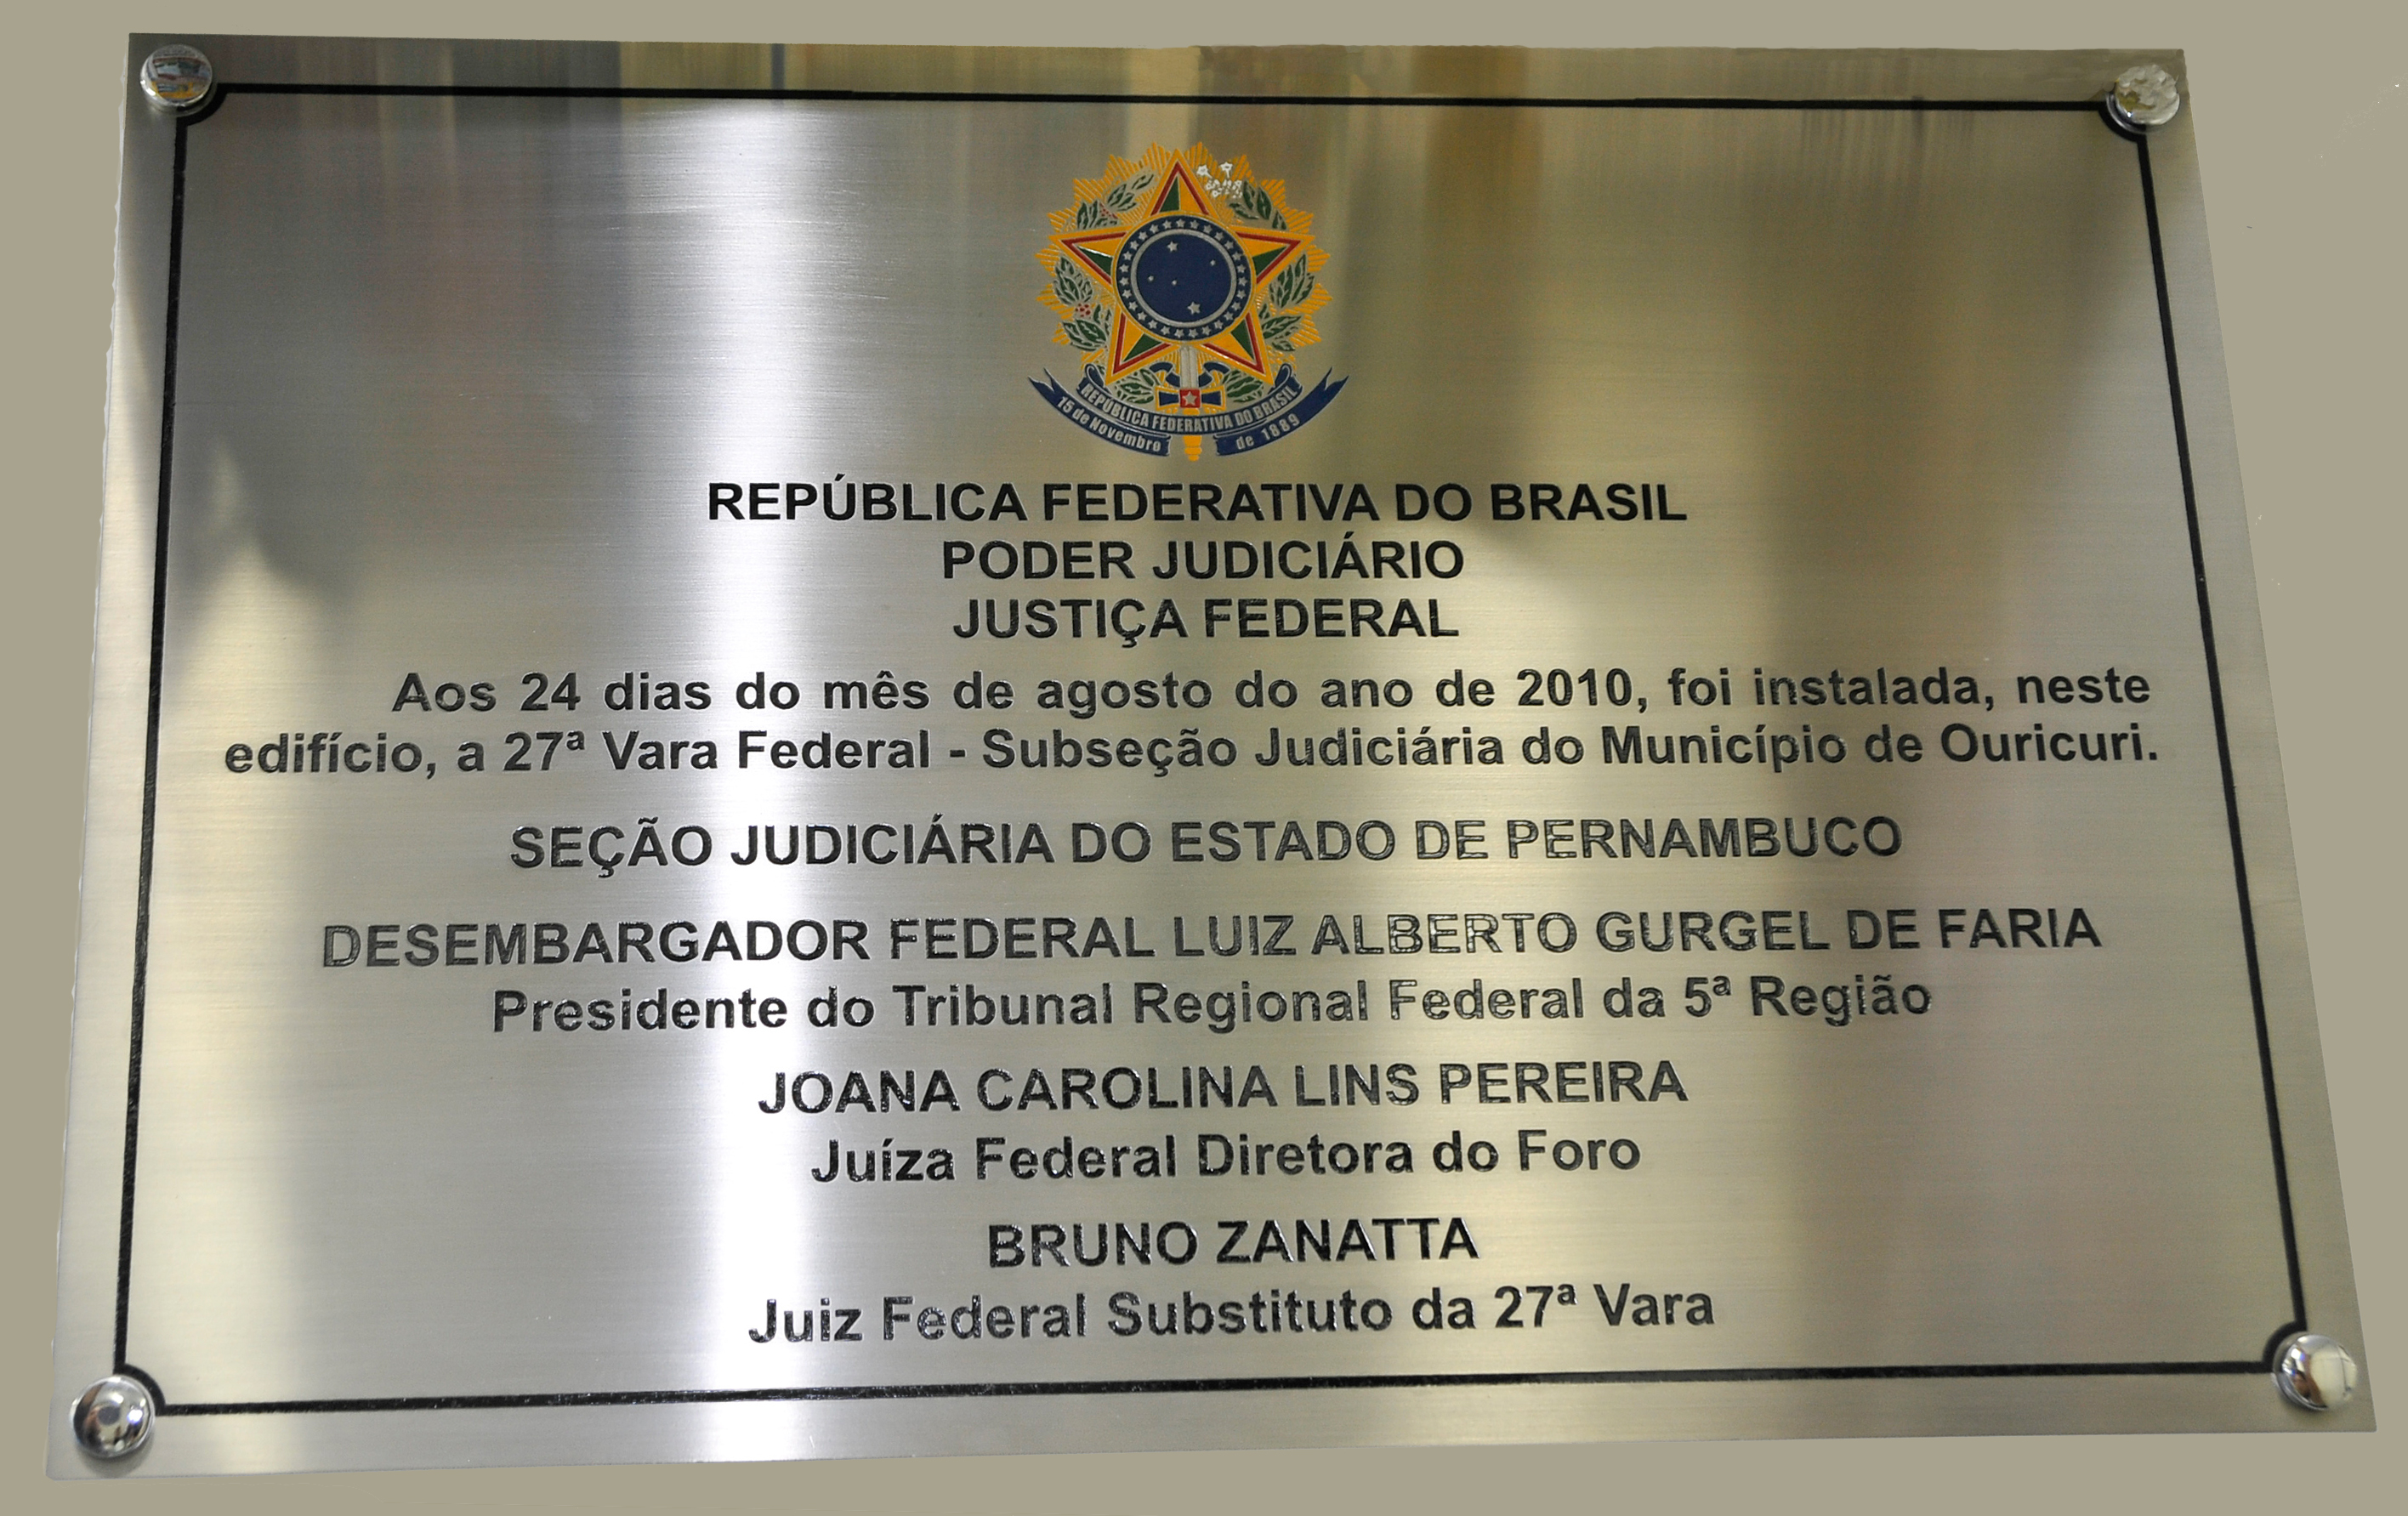 REPÚBLICA FEDERATIVA DO BRASIL
15 de Novembro de 1889
REPÚBLICA FEDERATIVA DO BRASIL
PODER JUDICIÁRIO
JUSTIÇA FEDERAL
Aos 24 dias do mês de agosto do ano de 2010, foi instalada, neste
edifício, a 27ª Vara Federal - Subseção Judiciária do Município de Ouricuri.
SEÇÃO JUDICIÁRIA DO ESTADO DE PERNAMBUCO
DESEMBARGADOR FEDERAL LUIZ ALBERTO GURGEL DE FARIA
Presidente do Tribunal Regional Federal da 5ª Região
JOANA CAROLINA LINS PEREIRA
Juíza Federal Diretora do Foro
BRUNO ZANATTA
Juiz Federal Substituto da 27ª Vara